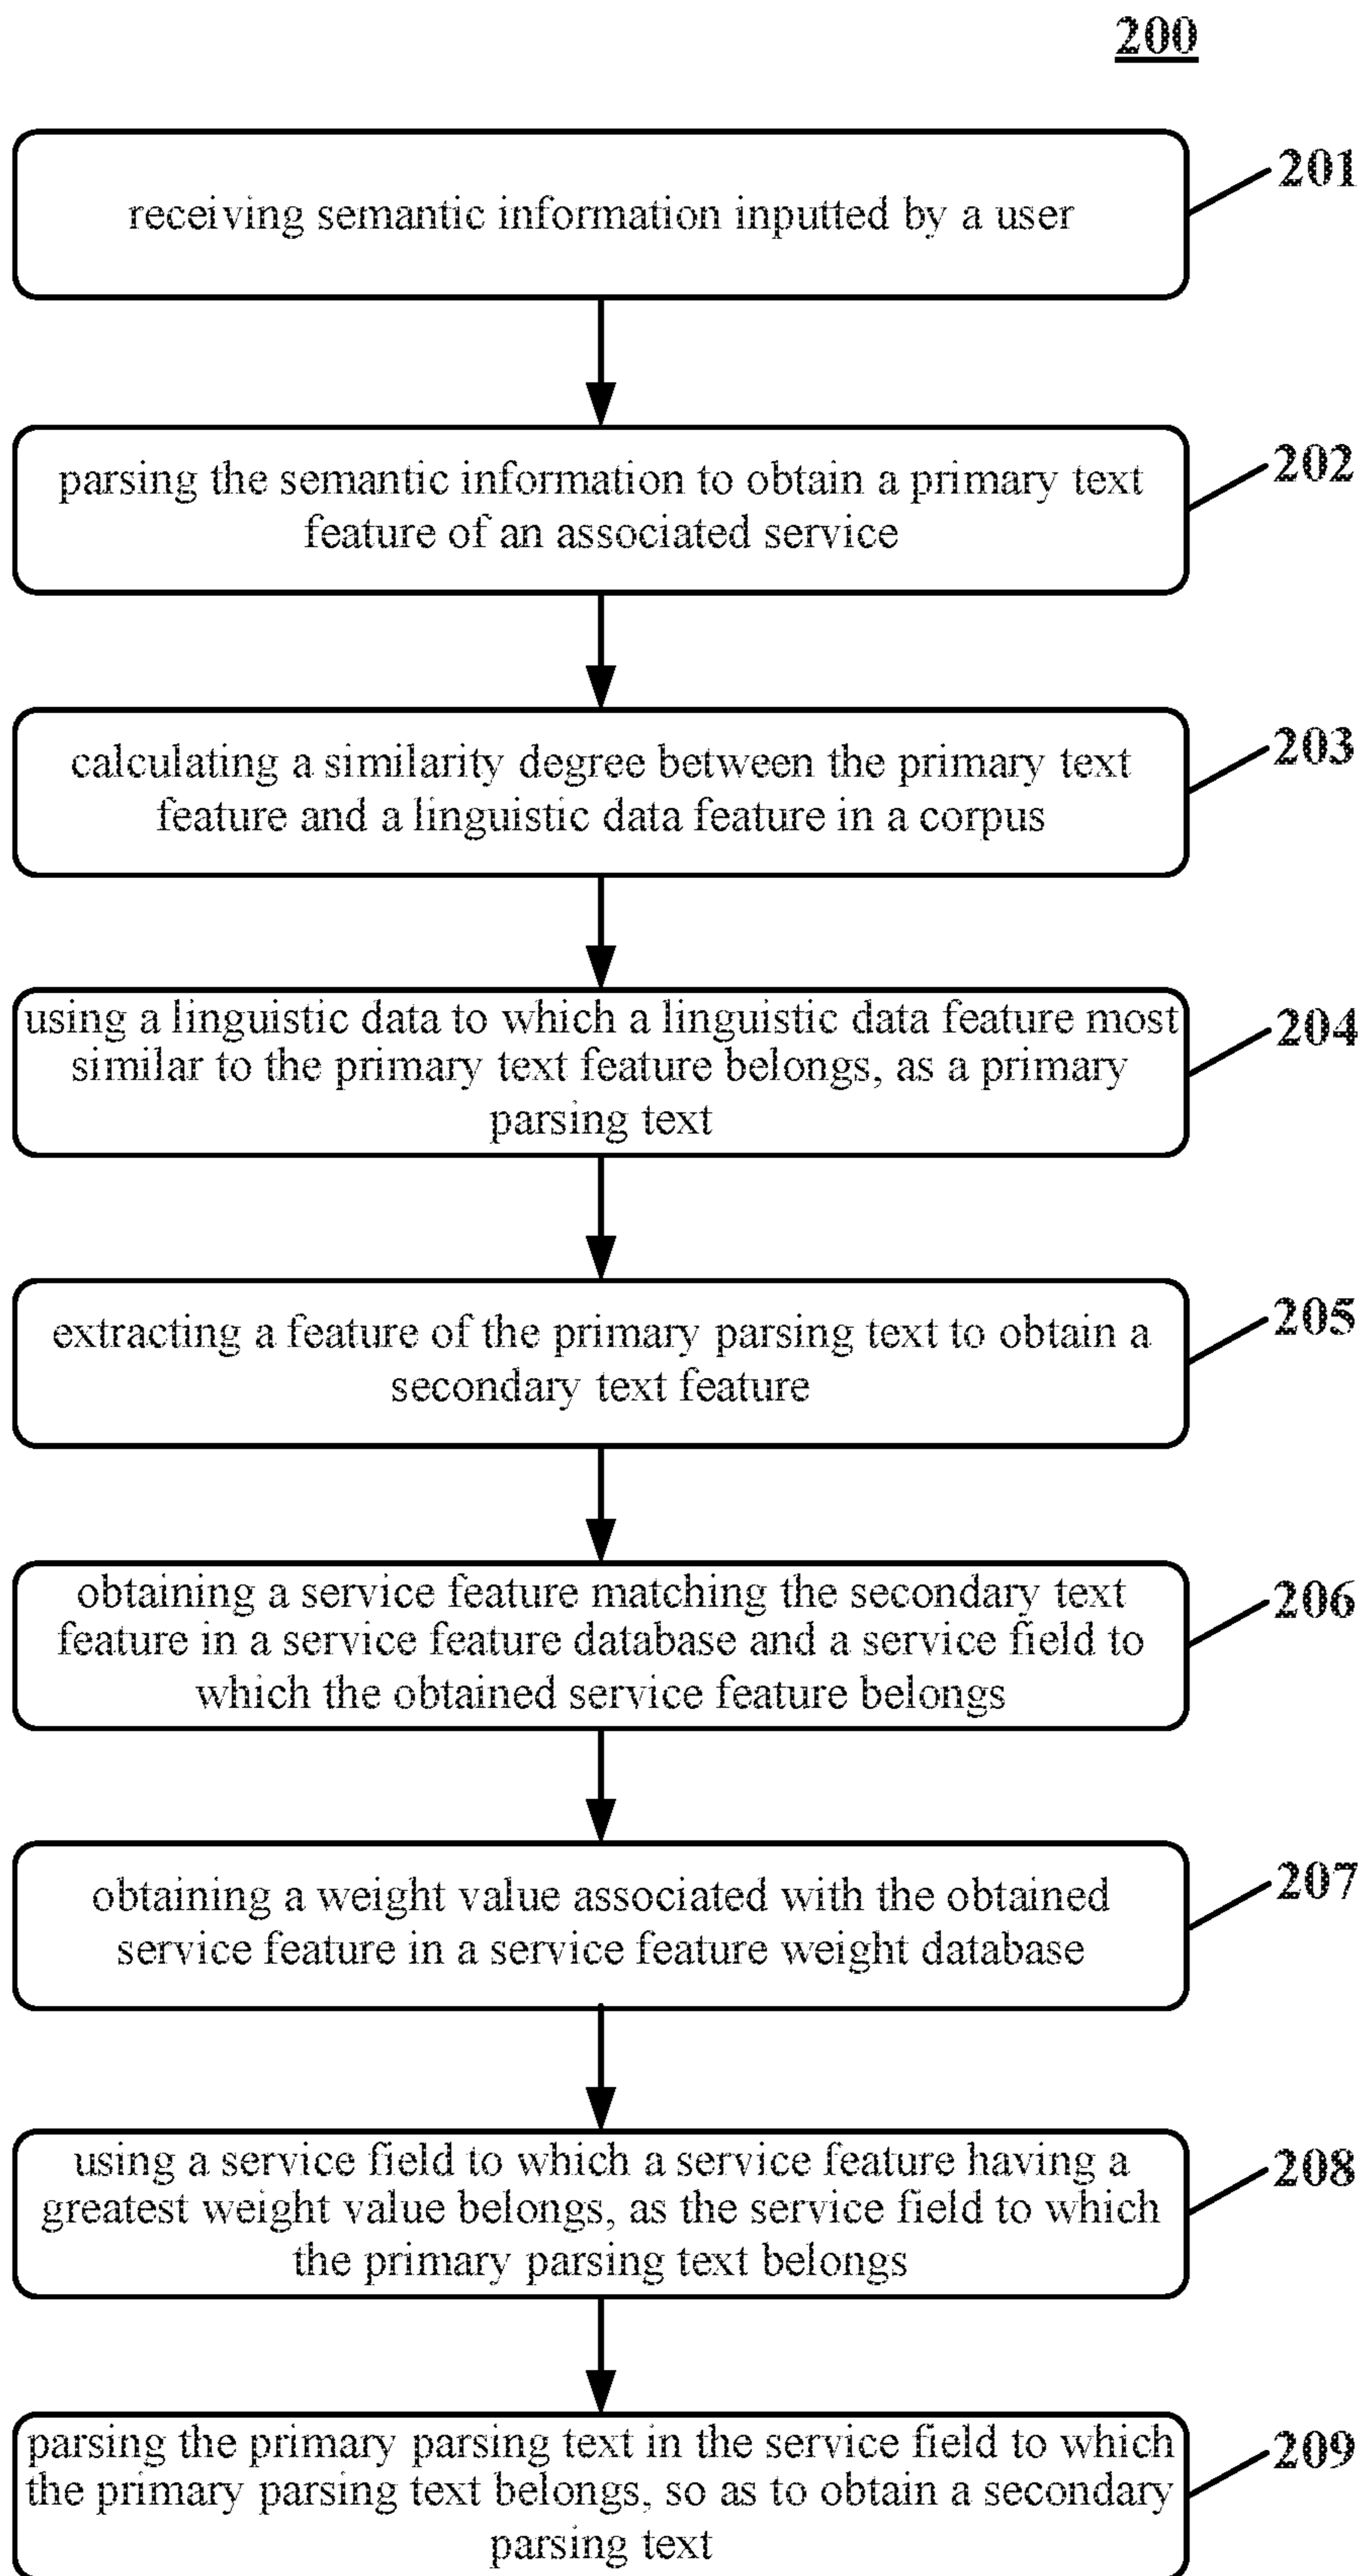 200
receiving semantic information inputted by a user
201
parsing the semantic information to obtain a primary text
feature of an associated service
202
calculating a similarity degree between the primary text
feature and a linguistic data feature in a corpus
203
using a linguistic data to which a linguistic data feature most
similar to the primary text feature belongs, as a primary
parsing text
204
extracting a feature of the primary parsing text to obtain a
secondary text feature
205
obtaining a service feature matching the secondary text
feature in a service feature database and a service field to
which the obtained service feature belongs
206
obtaining a weight value associated with the obtained
service feature in a service feature weight database
207
using a service field to which a service feature having a
greatest weight value belongs, as the service field to which
the primary parsing text belongs
208
parsing the primary parsing text in the service field to which
the primary parsing text belongs, so as to obtain a secondary
parsing text
209